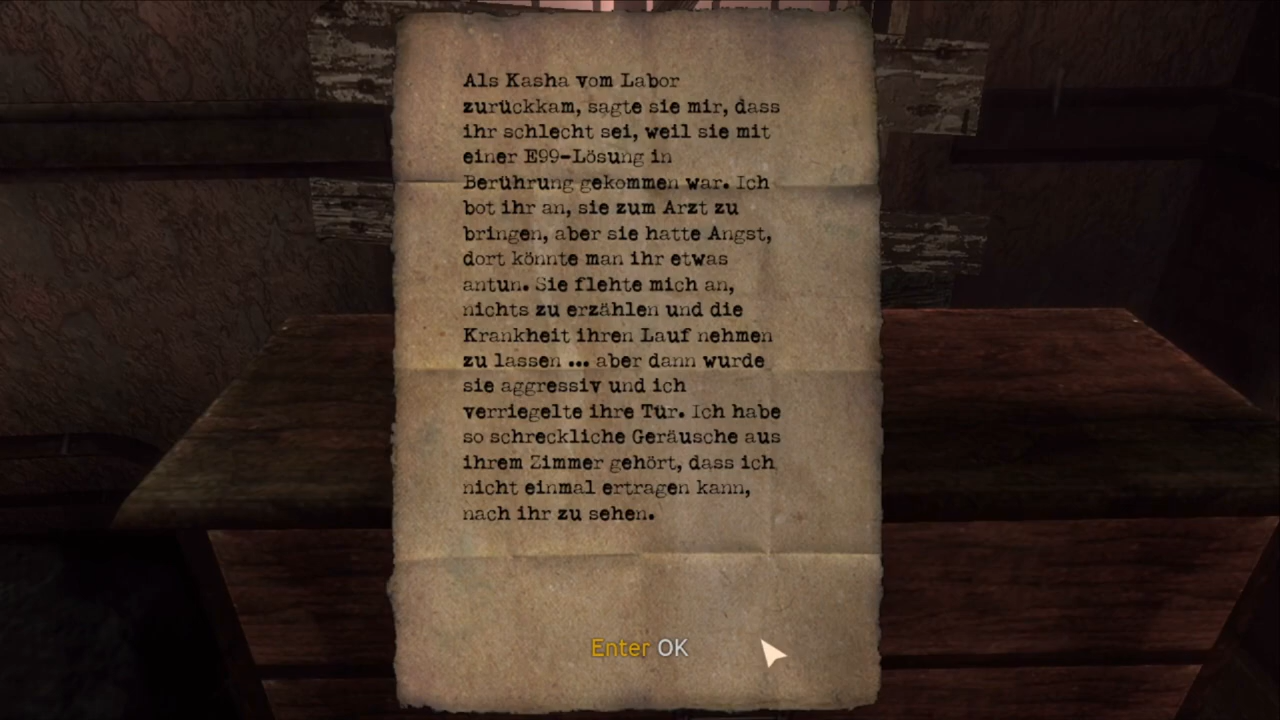 Als Kasha vom Labor
zurückkam, sagte sie mir, dass
ihr schlecht sei, weil sie mit
einer E99-Lösung in
Berührung gekommen war. Ich
bot ihr an, sie zum Arzt zu
bringen, aber sie hatte Angst,
dort könnte man ihr etwas
antun. Sie flehte mich an,
nichts zu erzählen und die
Krankheit ihren Lauf nehmen
zu lassen ... aber dann wurde
sie aggressiv und ich
verriegelte ihre Tür. Ich habe
so schreckliche Geräusche aus
ihrem Zimmer gehört, dass ich
nicht einmal ertragen kann,
nach ihr zu sehen.
Enter OK